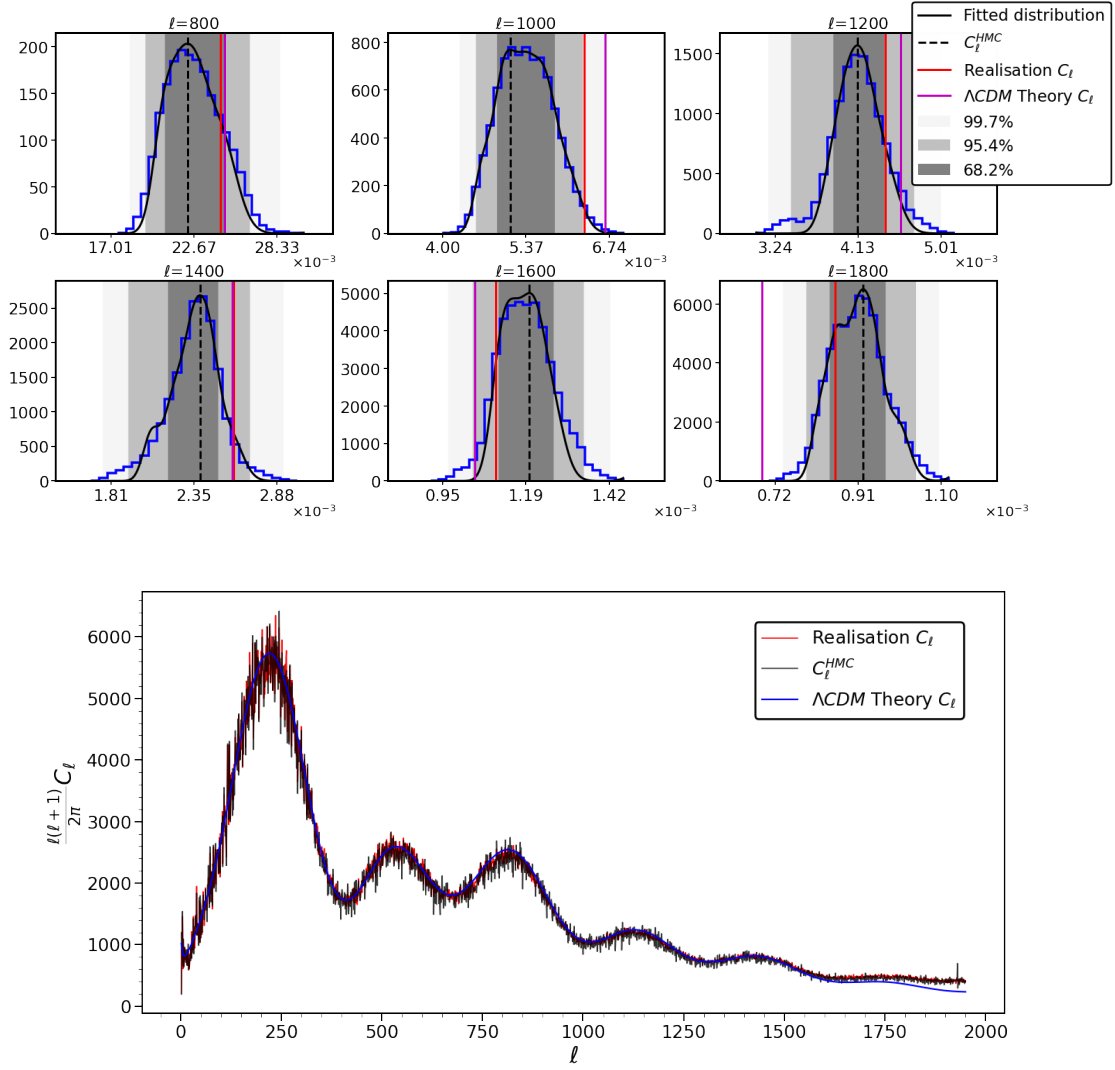 ℓ=800
ℓ=1000
ℓ=1200
Fitted distribution
C_ℓ^{HMC}
Realisation C_ℓ
ΛCDM Theory C_ℓ
99.7%
95.4%
68.2%
200
150
100
50
0
17.01 22.67 28.33
×10⁻³
800
600
400
200
0
4.00 5.37 6.74
×10⁻³
1500
1000
500
0
3.24 4.13 5.01
×10⁻³
ℓ=1400
ℓ=1600
ℓ=1800
2500
2000
1500
1000
500
0
1.81 2.35 2.88
×10⁻³
5000
4000
3000
2000
1000
0
0.95 1.19 1.42
×10⁻³
6000
4000
2000
0
0.72 0.91 1.10
×10⁻³
ℓ(ℓ+1)/2π C_ℓ
6000
5000
4000
3000
2000
1000
0
Realisation C_ℓ
C_ℓ^{HMC}
ΛCDM Theory C_ℓ
0 250 500 750 1000 1250 1500 1750 2000
ℓ